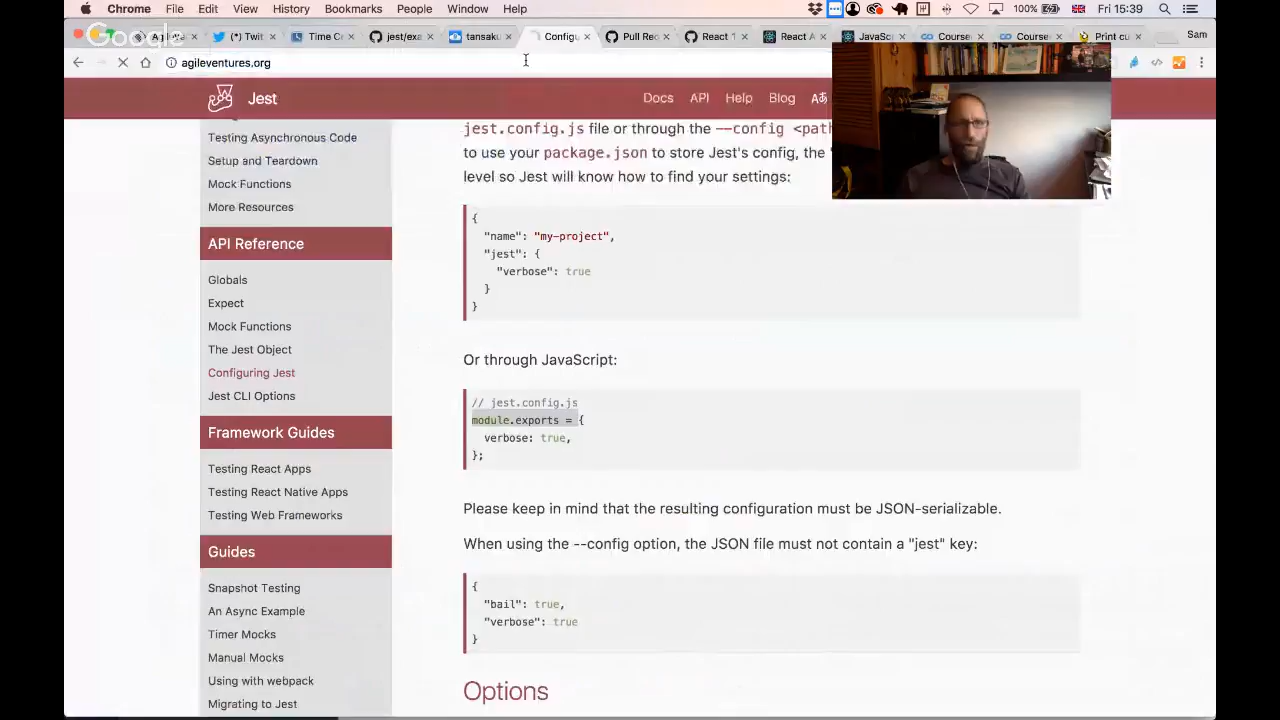 Chrome File Edit View History Bookmarks People Window Help 100% Fri 15:39
Google
(*) Twit Time C jest/exa tansaku Configu Pull Rec React T React A JavaSc Course Course Print cu Sam
agileventures.org
Jest Docs API Help Blog
Testing Asynchronous Code
Setup and Teardown
Mock Functions
More Resources
API Reference
Globals
Expect
Mock Functions
The Jest Object
Configuring Jest
Jest CLI Options
Framework Guides
Testing React Apps
Testing React Native Apps
Testing Web Frameworks
Guides
Snapshot Testing
An Async Example
Timer Mocks
Manual Mocks
Using with webpack
Migrating to Jest
jest.config.js file or through the --config <path
to use your package.json to store Jest's config, the "
level so Jest will know how to find your settings:
{
"name": "my-project",
"jest": {
"verbose": true
}
}
Or through JavaScript:
// jest.config.js
module.exports = {
verbose: true,
};
Please keep in mind that the resulting configuration must be JSON-serializable.
When using the --config option, the JSON file must not contain a "jest" key:
{
"bail": true,
"verbose": true
}
Options